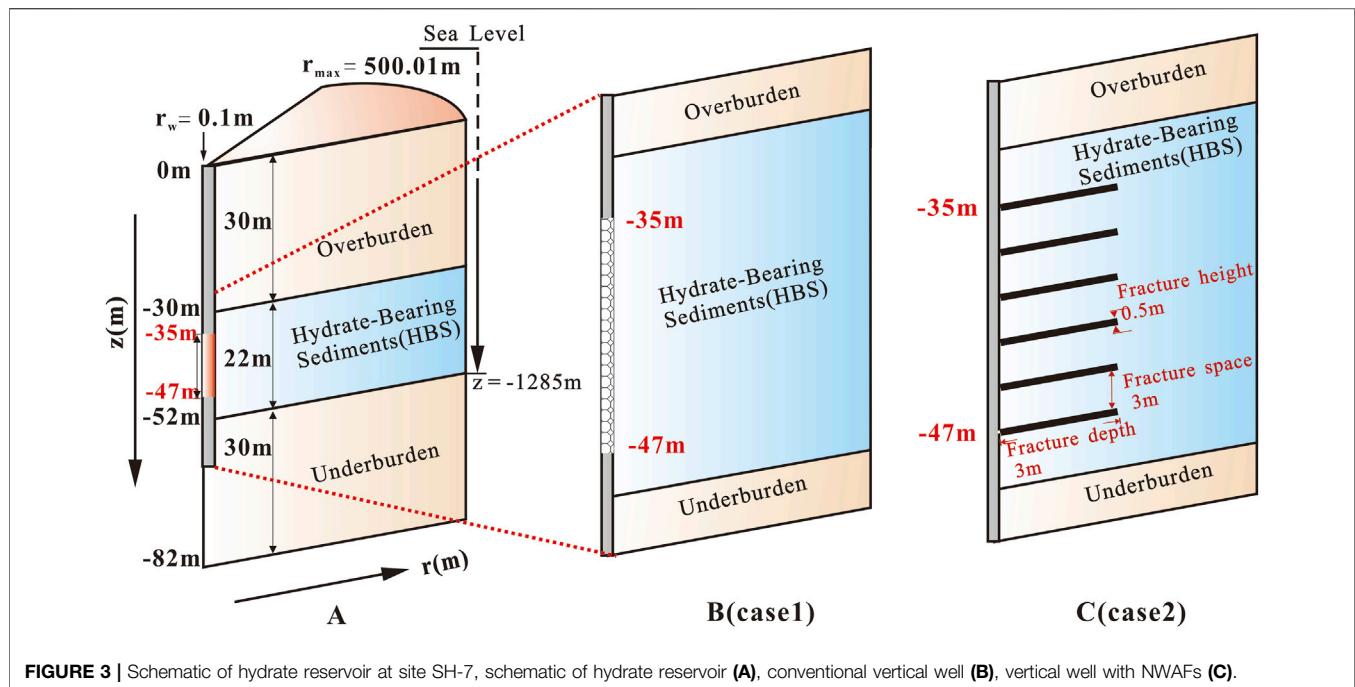 Sea Level
rmax= 500.01m
rw= 0.1m
0m
30m
Overburden
-30m
-35m
z(m)
22m
Hydrate-Bearing
Sediments(HBS)
z = -1285m
-47m
-52m
30m
Underburden
-82m
r(m)
A
Overburden
-35m
Hydrate-Bearing
Sediments(HBS)
-47m
Underburden
B(case1)
Overburden
Hydrate-Bearing
Sediments(HBS)
-35m
Fracture height
0.5m
Fracture space
3m
-47m
Fracture depth
3m
Underburden
C(case2)
FIGURE 3 | Schematic of hydrate reservoir at site SH-7, schematic of hydrate reservoir (A), conventional vertical well (B), vertical well with NWAFs (C).